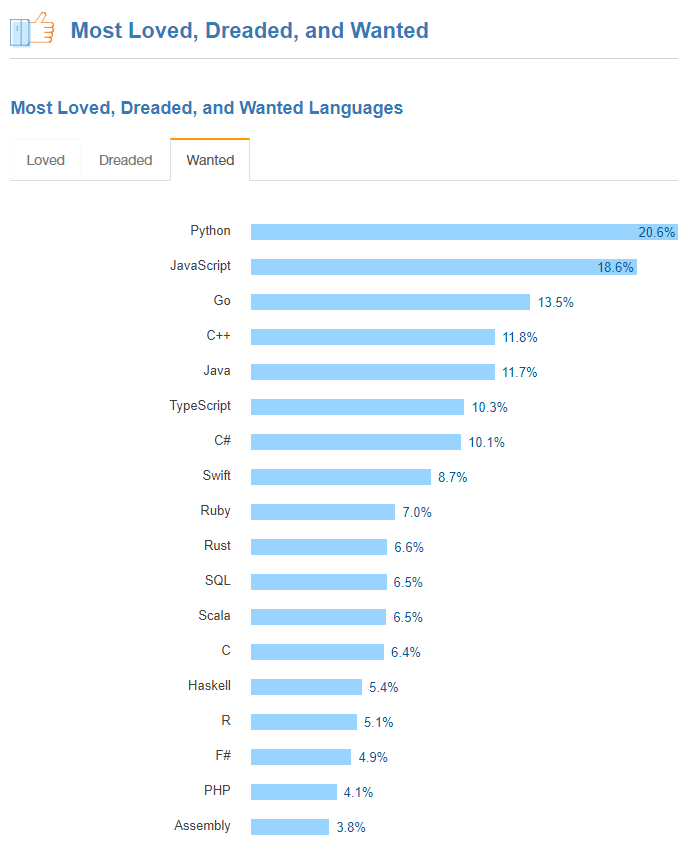 Most Loved, Dreaded, and Wanted
Most Loved, Dreaded, and Wanted Languages
Loved Dreaded Wanted
Python 20.6%
JavaScript 18.6%
Go 13.5%
C++ 11.8%
Java 11.7%
TypeScript 10.3%
C# 10.1%
Swift 8.7%
Ruby 7.0%
Rust 6.6%
SQL 6.5%
Scala 6.5%
C 6.4%
Haskell 5.4%
R 5.1%
F# 4.9%
PHP 4.1%
Assembly 3.8%